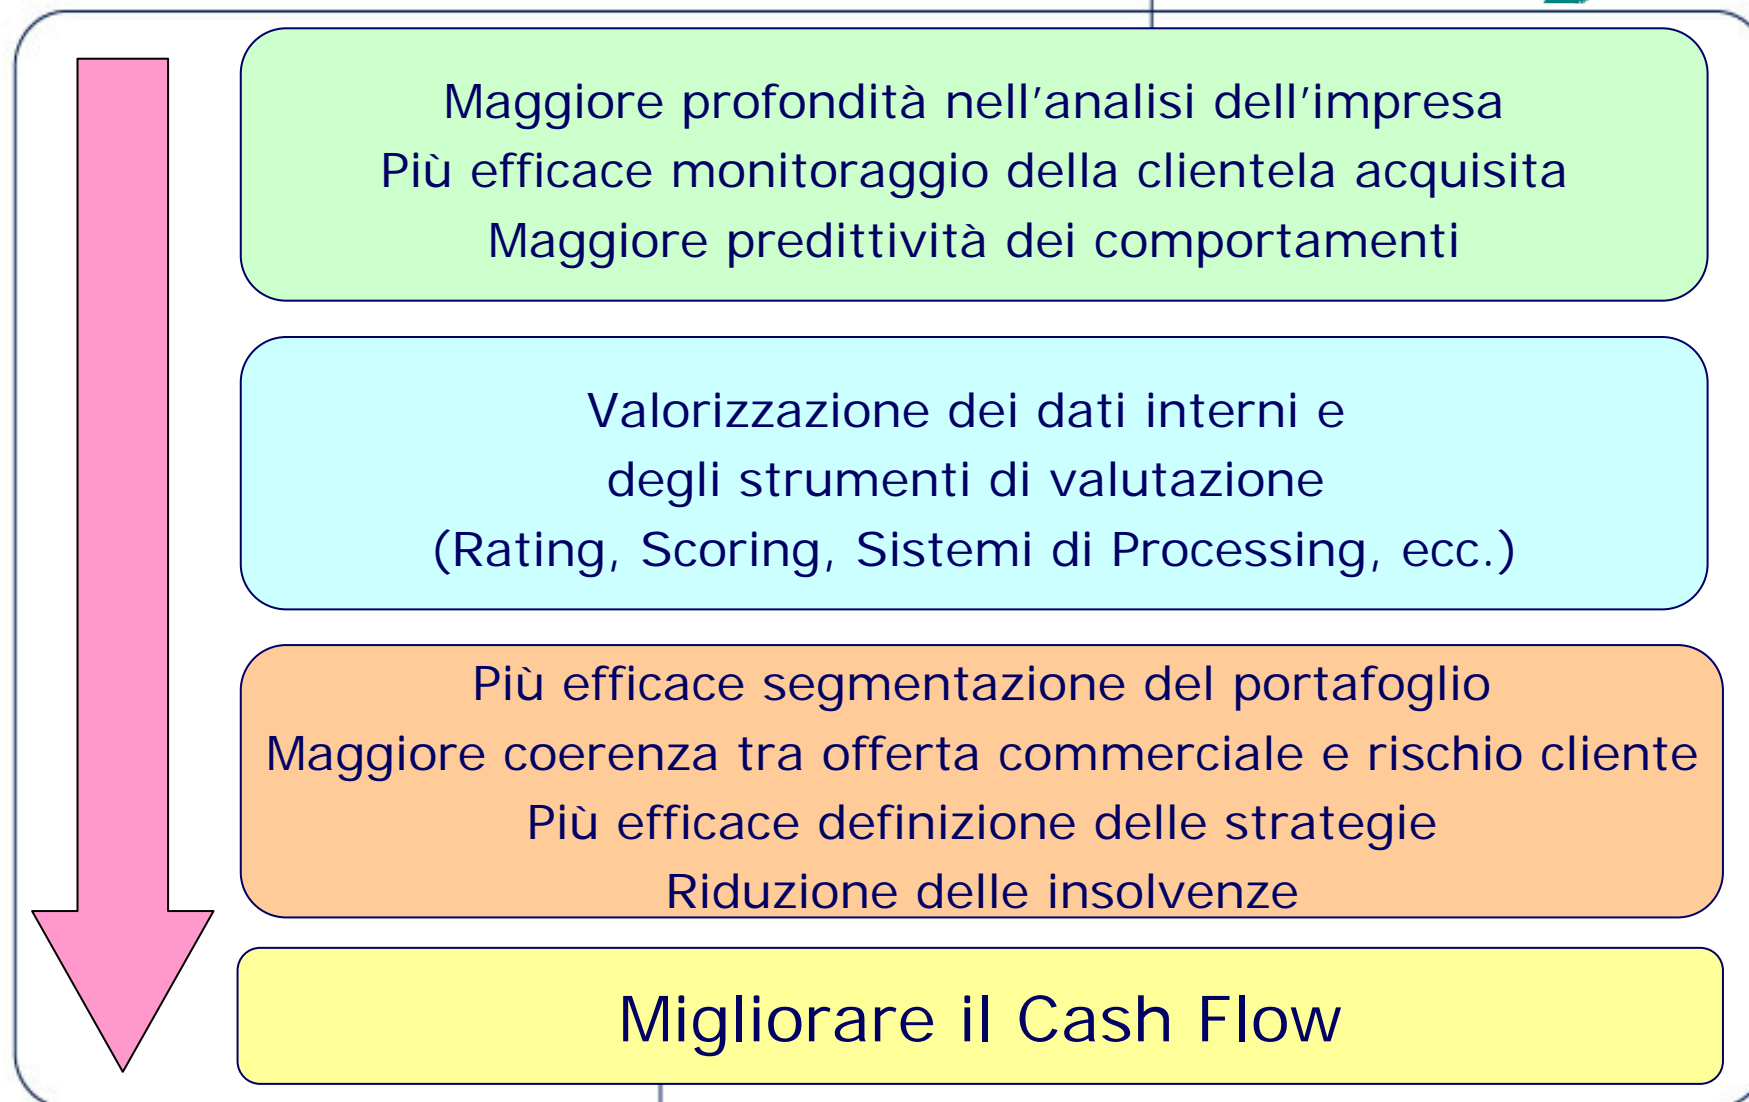 Maggiore profondità nell'analisi dell'impresa
Più efficace monitoraggio della clientela acquisita
Maggiore predittività dei comportamenti
Valorizzazione dei dati interni e
degli strumenti di valutazione
(Rating, Scoring, Sistemi di Processing, ecc.)
Più efficace segmentazione del portafoglio
Maggiore coerenza tra offerta commerciale e rischio cliente
Più efficace definizione delle strategie
Riduzione delle insolvenze
Migliorare il Cash Flow